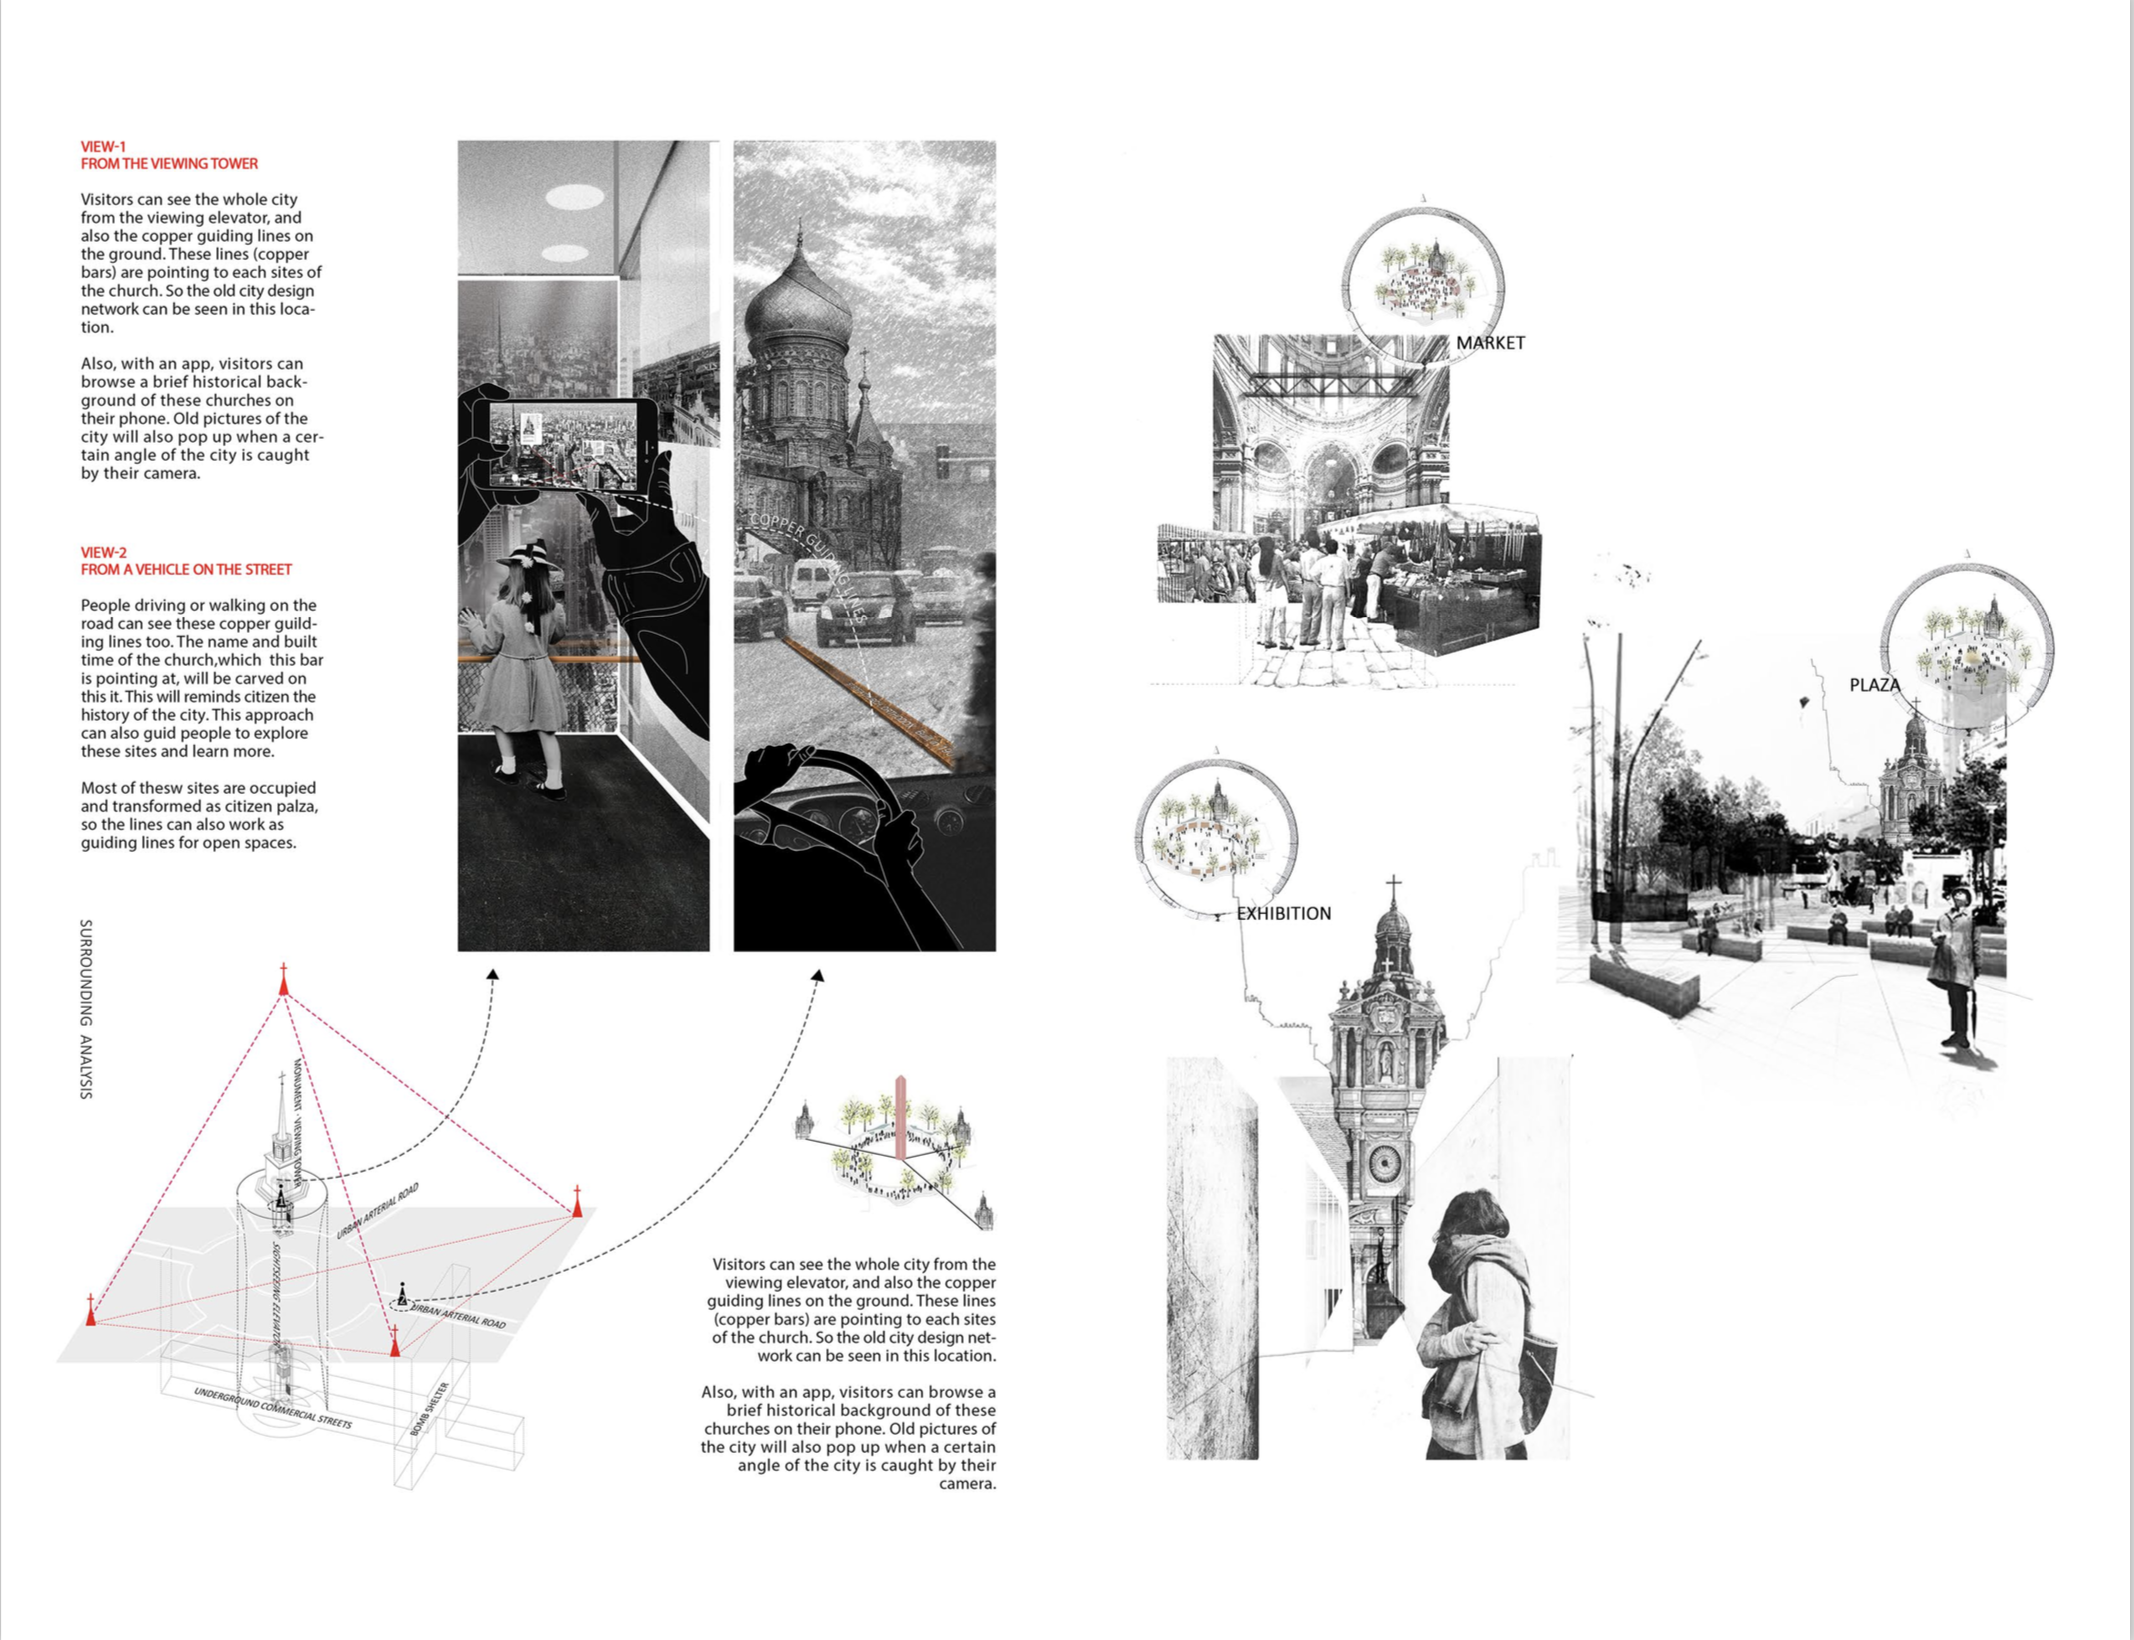 VIEW-1
FROM THE VIEWING TOWER
Visitors can see the whole city
from the viewing elevator, and
also the copper guiding lines on
the ground. These lines (copper
bars) are pointing to each sites of
the church. So the old city design
network can be seen in this loca-
tion.
Also, with an app, visitors can
browse a brief historical back-
ground of these churches on
their phone. Old pictures of the
city will also pop up when a cer-
tain angle of the city is caught
by their camera.
VIEW-2
FROM A VEHICLE ON THE STREET
People driving or walking on the
road can see these copper guild-
ing lines too. The name and built
time of the church,which  this bar
is pointing at, will be carved on
this it. This will reminds citizen the
history of the city. This approach
can also guid people to explore
these sites and learn more.
Most of thesw sites are occupied
and transformed as citizen palza,
so the lines can also work as
guiding lines for open spaces.
SURROUNDING ANALYSIS
COPPER GUIDING LINES
MONUMENT - VIEWING TOWER
URBAN ARTERIAL ROAD
SIGHTSEEING ELEVATOR
URBAN ARTERIAL ROAD
UNDERGROUND COMMERCIAL STREETS
BOMB SHELTER
Visitors can see the whole city from the
viewing elevator, and also the copper
guiding lines on the ground. These lines
(copper bars) are pointing to each sites
of the church. So the old city design net-
work can be seen in this location.
Also, with an app, visitors can browse a
brief historical background of these
churches on their phone. Old pictures of
the city will also pop up when a certain
angle of the city is caught by their
camera.
MARKET
PLAZA
EXHIBITION